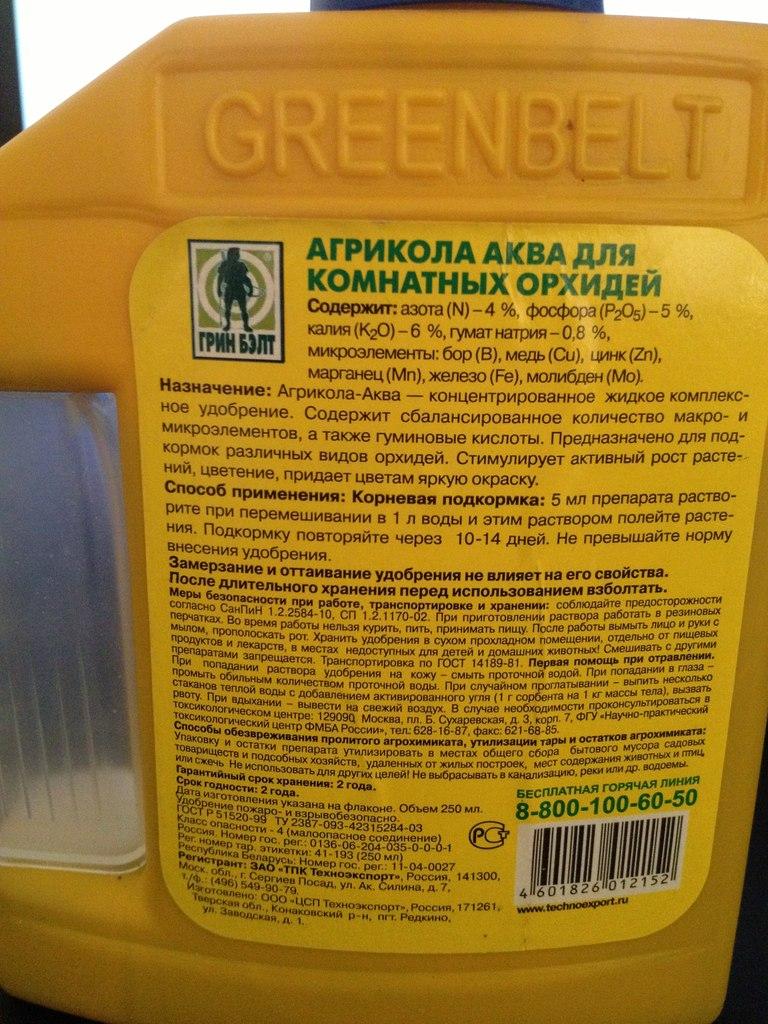 GREENBELT
ГРИН БЭЛТ
АГРИКОЛА АКВА ДЛЯ
КОМНАТНЫХ ОРХИДЕЙ
Содержит: азота (N) – 4 %, фосфора (P2O5) – 5 %,
калия (K2O) – 6 %, гумат натрия – 0,8 %,
микроэлементы: бор (B), медь (Cu), цинк (Zn),
марганец (Mn), железо (Fe), молибден (Mo).
Назначение: Агрикола-Аква — концентрированное жидкое комплекс-
ное удобрение. Содержит сбалансированное количество макро- и
микроэлементов, а также гуминовые кислоты. Предназначено для под-
кормок различных видов орхидей. Стимулирует активный рост расте-
ний, цветение, придает цветам яркую окраску.
Способ применения: Корневая подкормка: 5 мл препарата раство-
рите при перемешивании в 1 л воды и этим раствором полейте расте-
ния. Подкормку повторяйте через 10-14 дней. Не превышайте норму
внесения удобрения.
Замерзание и оттаивание удобрения не влияет на его свойства.
После длительного хранения перед использованием взболтать.
Меры безопасности при работе, транспортировке и хранении: соблюдайте предосторожности
согласно СанПиН 1.2.2584-10, СП 1.2.1170-02. При приготовлении раствора работать в резиновых
перчатках. Во время работы нельзя курить, пить, принимать пищу. После работы вымыть лицо и руки с
мылом, прополоскать рот. Хранить удобрения в сухом прохладном помещении, отдельно от пищевых
продуктов и лекарств, в местах недоступных для детей и домашних животных! Смешивать с другими
препаратами запрещается. Транспортировка по ГОСТ 14189-81. Первая помощь при отравлении.
При попадании раствора удобрения на кожу – смыть проточной водой. При попадании в глаза –
промыть обильным количеством проточной воды. При случайном проглатывании – выпить несколько
стаканов теплой воды с добавлением активированного угля (1 г сорбента на 1 кг массы тела), вызвать
рвоту. При вдыхании – вывести на свежий воздух. В случае необходимости проконсультироваться в
токсикологическом центре: 129090, Москва, пл. Б. Сухаревская, д. 3, корп. 7, ФГУ «Научно-практический
токсикологический центр ФМБА России», тел: 628-16-87, факс: 621-68-85.
Способы обезвреживания пролитого агрохимиката, утилизации тары и остатков агрохимиката:
Упаковку и остатки препарата утилизировать в местах общего сбора бытового мусора садовых
товариществ и подсобных хозяйств, удаленных от жилых построек, мест содержания животных и птиц,
или сжечь. Не использовать для других целей! Не выбрасывать в канализацию, реки или др. водоемы.
Гарантийный срок хранения: 2 года.
Срок годности: 2 года.
Дата изготовления указана на флаконе. Объем 250 мл.
Удобрение пожаро- и взрывобезопасно.
ГОСТ Р 51520-99 ТУ 2387-093-42315284-03
Класс опасности - 4 (малоопасное соединение)
Россия. Номер гос. рег.: 0136-06-204-035-0-0-0-1
Рег. номер тар. этикетки: 41-193 (250 мл)
Республика Беларусь: Номер гос. рег.: 11-04-0027
Регистрант: ЗАО «ТПК Техноэкспорт», Россия, 141300,
Моск. обл., г. Сергиев Посад, ул. Ак. Силина, д. 7,
т./ф.: (496) 549-90-79.
Изготовлено: ООО «ЦСП Техноэкспорт», Россия, 171261,
Тверская обл., Конаковский р-н, пгт. Редкино,
ул. Заводская, д. 1.
БЕСПЛАТНАЯ ГОРЯЧАЯ ЛИНИЯ
8-800-100-60-50
4 601826 012152
www.technoexport.ru